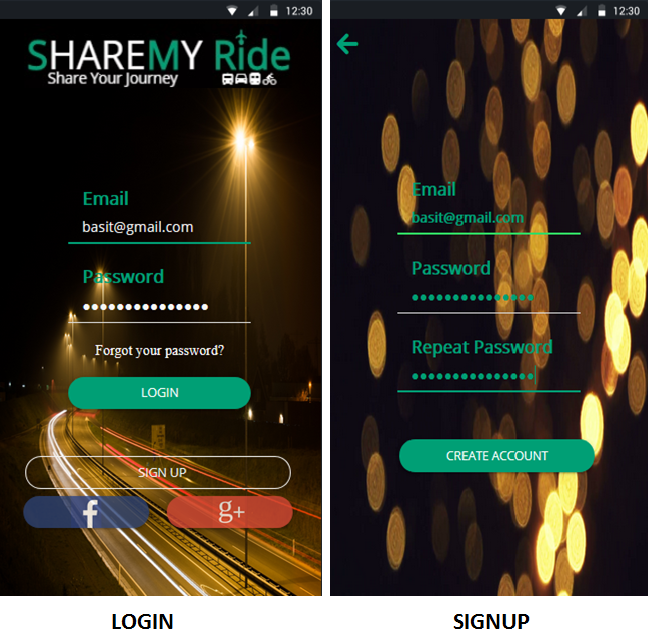 12:30
SHAREMY Ride
Share Your Journey
Email
basit@gmail.com
Password
Forgot your password?
LOGIN
SIGN UP
f
g+
LOGIN
12:30
Email
basit@gmail.com
Password
Repeat Password
CREATE ACCOUNT
SIGNUP